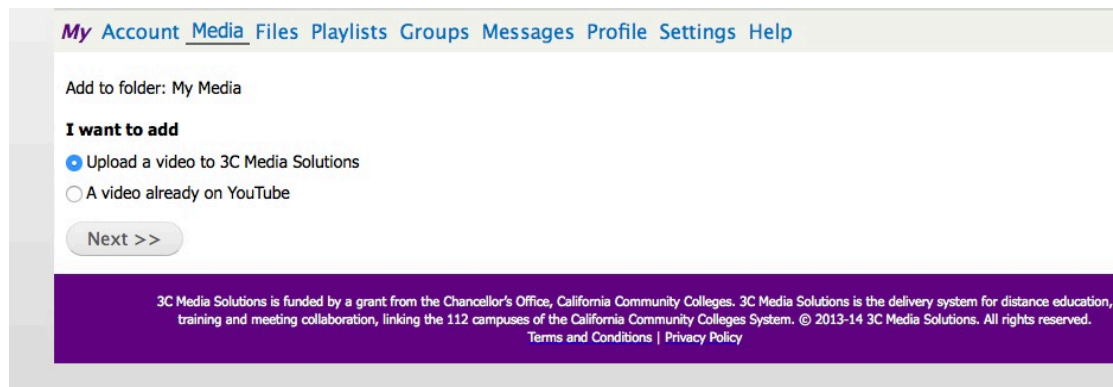 My Account Media Files Playlists Groups Messages Profile Settings Help
Add to folder: My Media
I want to add
Upload a video to 3C Media Solutions
A video already on YouTube
Next >>
3C Media Solutions is funded by a grant from the Chancellor's Office, California Community Colleges. 3C Media Solutions is the delivery system for distance education,
training and meeting collaboration, linking the 112 campuses of the California Community Colleges System. © 2013-14 3C Media Solutions. All rights reserved.
Terms and Conditions | Privacy Policy